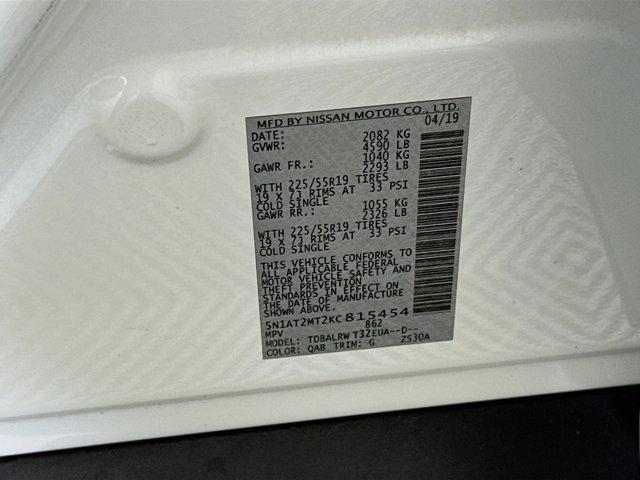 MFD BY NISSAN MOTOR CO., LTD.
DATE: 04/19
GVWR: 2082 KG
4590 LB
GAWR FR.: 1040 KG
2293 LB
WITH 225/55R19 TIRES
19 X 7J RIMS AT 33 PSI
COLD SINGLE
GAWR RR.: 1055 KG
2326 LB
WITH 225/55R19 TIRES
19 X 7J RIMS AT 33 PSI
COLD SINGLE
THIS VEHICLE CONFORMS TO
ALL APPLICABLE FEDERAL
MOTOR VEHICLE SAFETY AND
THEFT PREVENTION
STANDARDS IN EFFECT ON
THE DATE OF MANUFACTURE
SHOWN ABOVE.
5N1AT2MT2KC815454
MPV 862
MODEL: TDBALRW T32EUA--D--
COLOR: QAB TRIM: G ZS30A